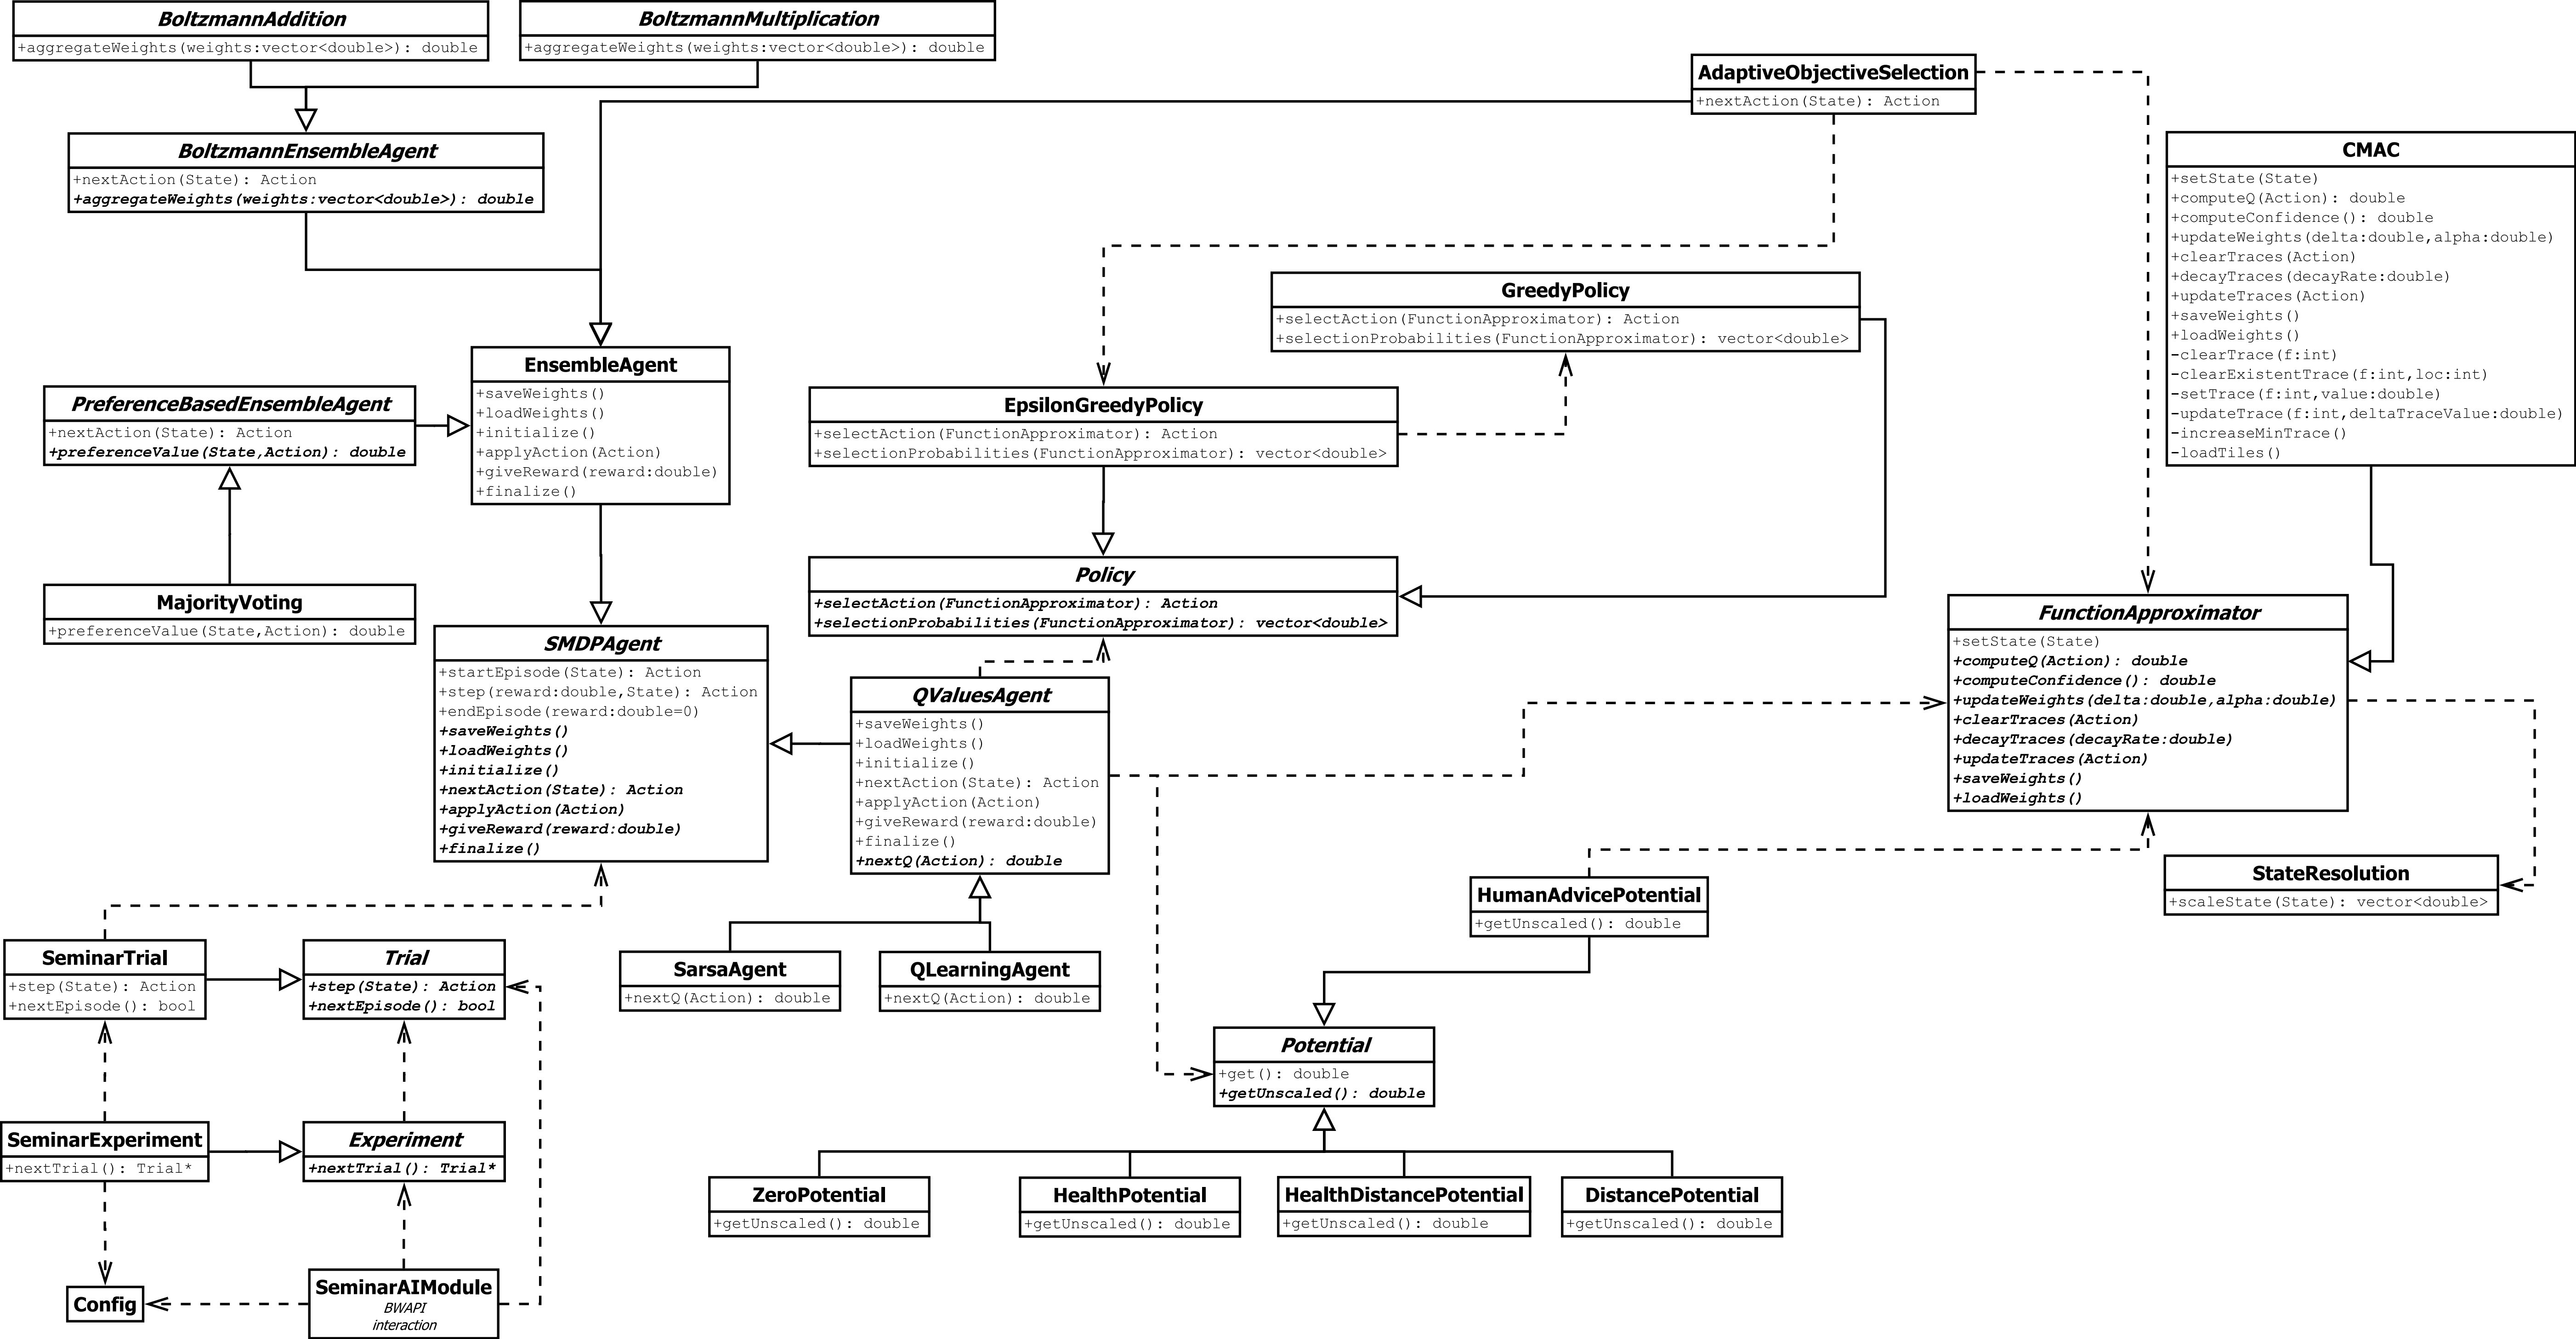 BoltzmannAddition
+aggregateWeights(weights:vector<double>): double
BoltzmannMultiplication
+aggregateWeights(weights:vector<double>): double
AdaptiveObjectiveSelection
+nextAction(State): Action
BoltzmannEnsembleAgent
+nextAction(State): Action
+aggregateWeights(weights:vector<double>): double
CMAC
+setState(State)
+computeQ(Action): double
+computeConfidence(): double
+updateWeights(delta:double,alpha:double)
+clearTraces(Action)
+decayTraces(decayRate:double)
+updateTraces(Action)
+saveWeights()
+loadWeights()
-clearTrace(f:int)
-clearExistentTrace(f:int,loc:int)
-setTrace(f:int,value:double)
-updateTrace(f:int,deltaTraceValue:double)
-increaseMinTrace()
-loadTiles()
GreedyPolicy
+selectAction(FunctionApproximator): Action
+selectionProbabilities(FunctionApproximator): vector<double>
EnsembleAgent
+saveWeights()
+loadWeights()
+initialize()
+applyAction(Action)
+giveReward(reward:double)
+finalize()
PreferenceBasedEnsembleAgent
+nextAction(State): Action
+preferenceValue(State,Action): double
EpsilonGreedyPolicy
+selectAction(FunctionApproximator): Action
+selectionProbabilities(FunctionApproximator): vector<double>
MajorityVoting
+preferenceValue(State,Action): double
Policy
+selectAction(FunctionApproximator): Action
+selectionProbabilities(FunctionApproximator): vector<double>
SMDPAgent
+startEpisode(State): Action
+step(reward:double,State): Action
+endEpisode(reward:double=0)
+saveWeights()
+loadWeights()
+initialize()
+nextAction(State): Action
+applyAction(Action)
+giveReward(reward:double)
+finalize()
QValuesAgent
+saveWeights()
+loadWeights()
+initialize()
+nextAction(State): Action
+applyAction(Action)
+giveReward(reward:double)
+finalize()
+nextQ(Action): double
FunctionApproximator
+setState(State)
+computeQ(Action): double
+computeConfidence(): double
+updateWeights(delta:double,alpha:double)
+clearTraces(Action)
+decayTraces(decayRate:double)
+updateTraces(Action)
+saveWeights()
+loadWeights()
StateResolution
+scaleState(State): vector<double>
HumanAdvicePotential
+getUnscaled(): double
SeminarTrial
+step(State): Action
+nextEpisode(): bool
Trial
+step(State): Action
+nextEpisode(): bool
SarsaAgent
+nextQ(Action): double
QLearningAgent
+nextQ(Action): double
Potential
+get(): double
+getUnscaled(): double
SeminarExperiment
+nextTrial(): Trial*
Experiment
+nextTrial(): Trial*
ZeroPotential
+getUnscaled(): double
HealthPotential
+getUnscaled(): double
HealthDistancePotential
+getUnscaled(): double
DistancePotential
+getUnscaled(): double
Config
SeminarAIModule
BWAPI
interaction